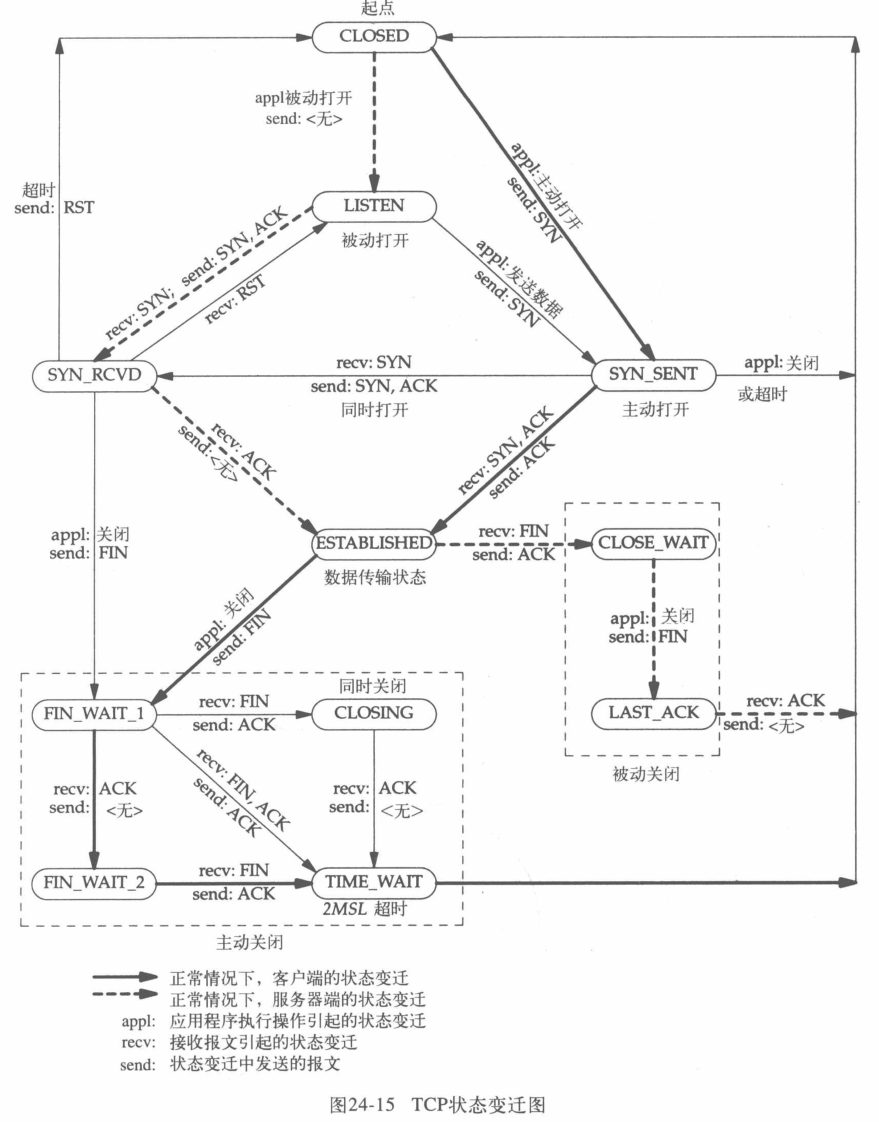 起点
CLOSED
appl被动打开
send: <无>
appl:主动打开
send: SYN
超时
send: RST
LISTEN
被动打开
recv: SYN; send: SYN, ACK
recv: RST
appl:发送数据
send: SYN
SYN_RCVD
recv: SYN
send: SYN, ACK
同时打开
SYN_SENT
主动打开
appl:关闭
或超时
recv: ACK
send: <无>
recv: SYN, ACK
send: ACK
appl: 关闭
send: FIN
ESTABLISHED
数据传输状态
recv: FIN
send: ACK
CLOSE_WAIT
appl: 关闭
send: FIN
appl: 关闭
send: FIN
LAST_ACK
recv: ACK
send: <无>
被动关闭
同时关闭
FIN_WAIT_1
recv: FIN
send: ACK
CLOSING
recv: ACK
send: <无>
recv: FIN, ACK
send: ACK
recv: ACK
send: <无>
FIN_WAIT_2
recv: FIN
send: ACK
TIME_WAIT
2MSL 超时
主动关闭
正常情况下，客户端的状态变迁
正常情况下，服务器端的状态变迁
appl: 应用程序执行操作引起的状态变迁
recv: 接收报文引起的状态变迁
send: 状态变迁中发送的报文
图24-15 TCP状态变迁图